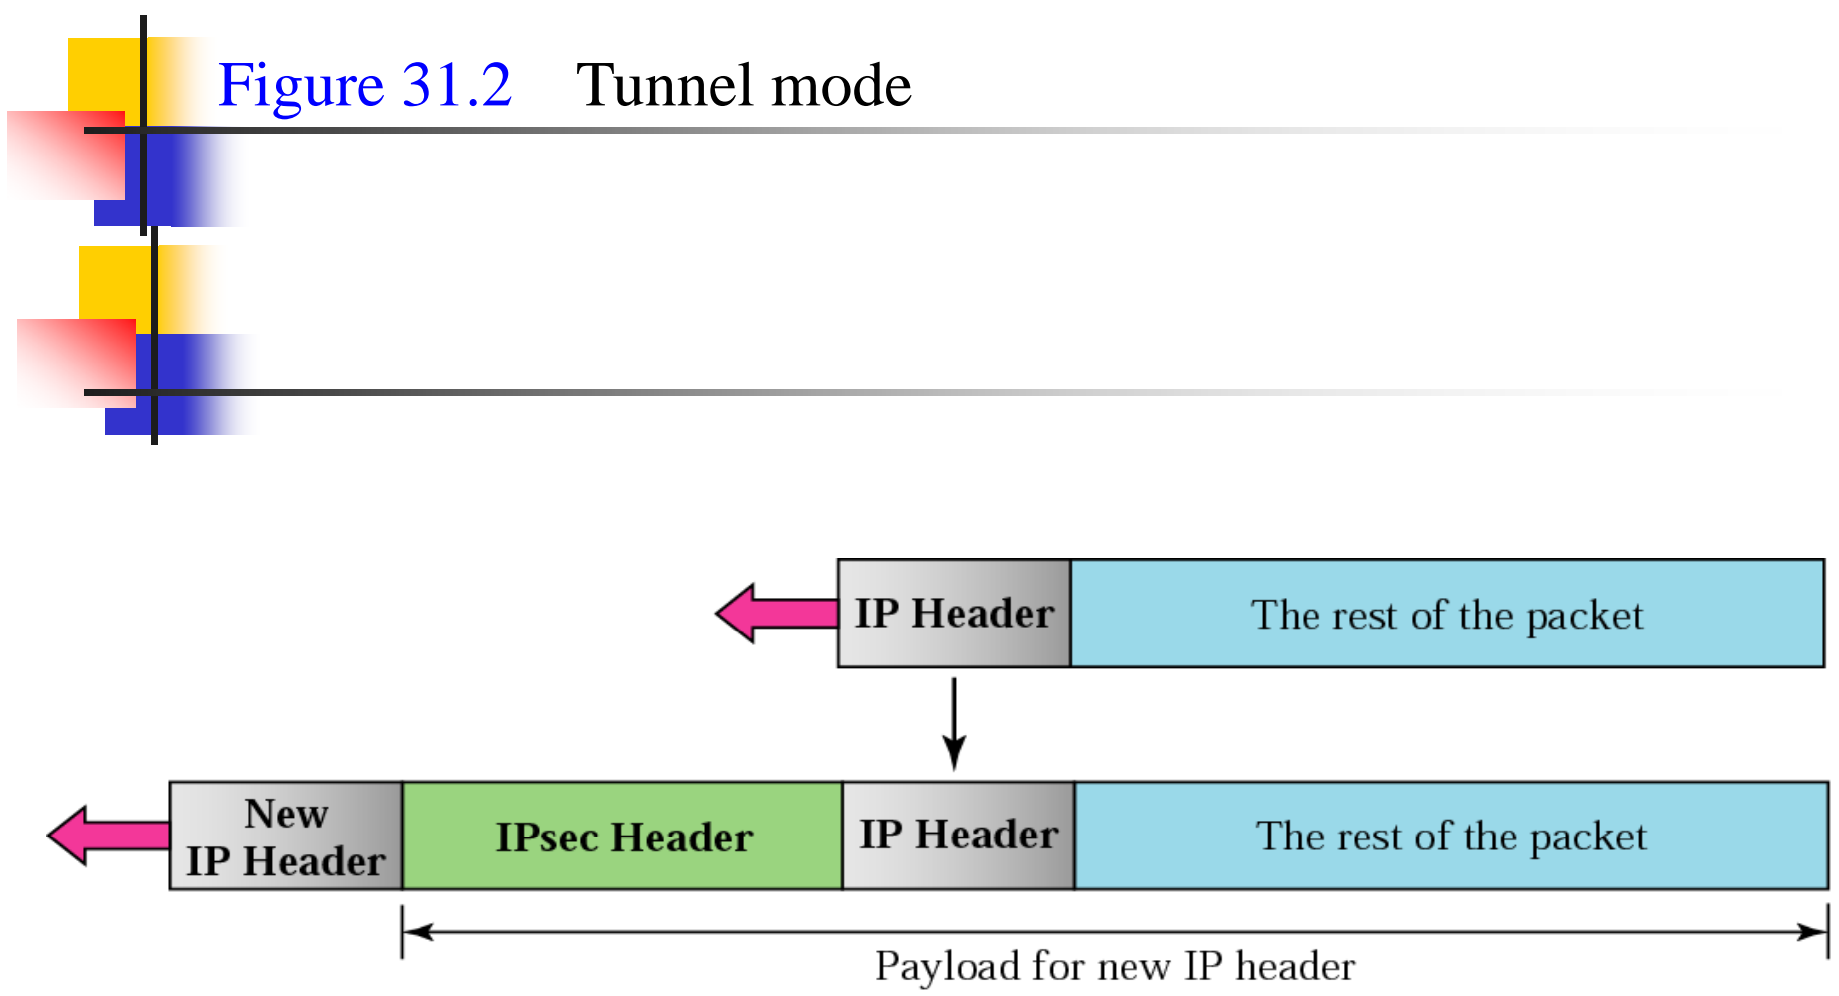 Figure 31.2 Tunnel mode
IP Header
The rest of the packet
New
IP Header
IPsec Header
IP Header
The rest of the packet
Payload for new IP header